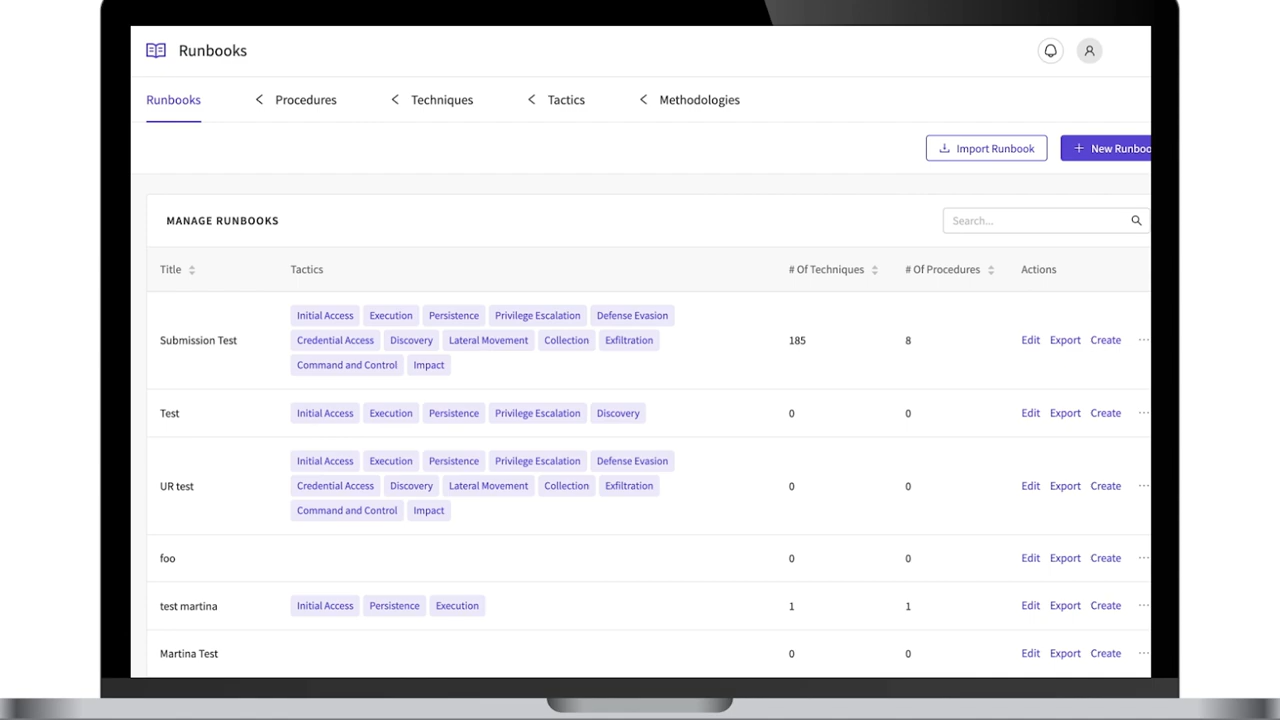 Runbooks
Runbooks Procedures Techniques Tactics Methodologies
Import Runbook + New Runboo
MANAGE RUNBOOKS Search...
Title Tactics # Of Techniques # Of Procedures Actions
Initial Access Execution Persistence Privilege Escalation Defense Evasion
Submission Test Credential Access Discovery Lateral Movement Collection Exfiltration 185 8 Edit Export Create ...
Command and Control Impact
Test Initial Access Execution Persistence Privilege Escalation Discovery 0 0 Edit Export Create ...
Initial Access Execution Persistence Privilege Escalation Defense Evasion
UR test Credential Access Discovery Lateral Movement Collection Exfiltration 0 0 Edit Export Create ...
Command and Control Impact
foo 0 0 Edit Export Create ...
test martina Initial Access Persistence Execution 1 1 Edit Export Create ...
Martina Test 0 0 Edit Export Create ...